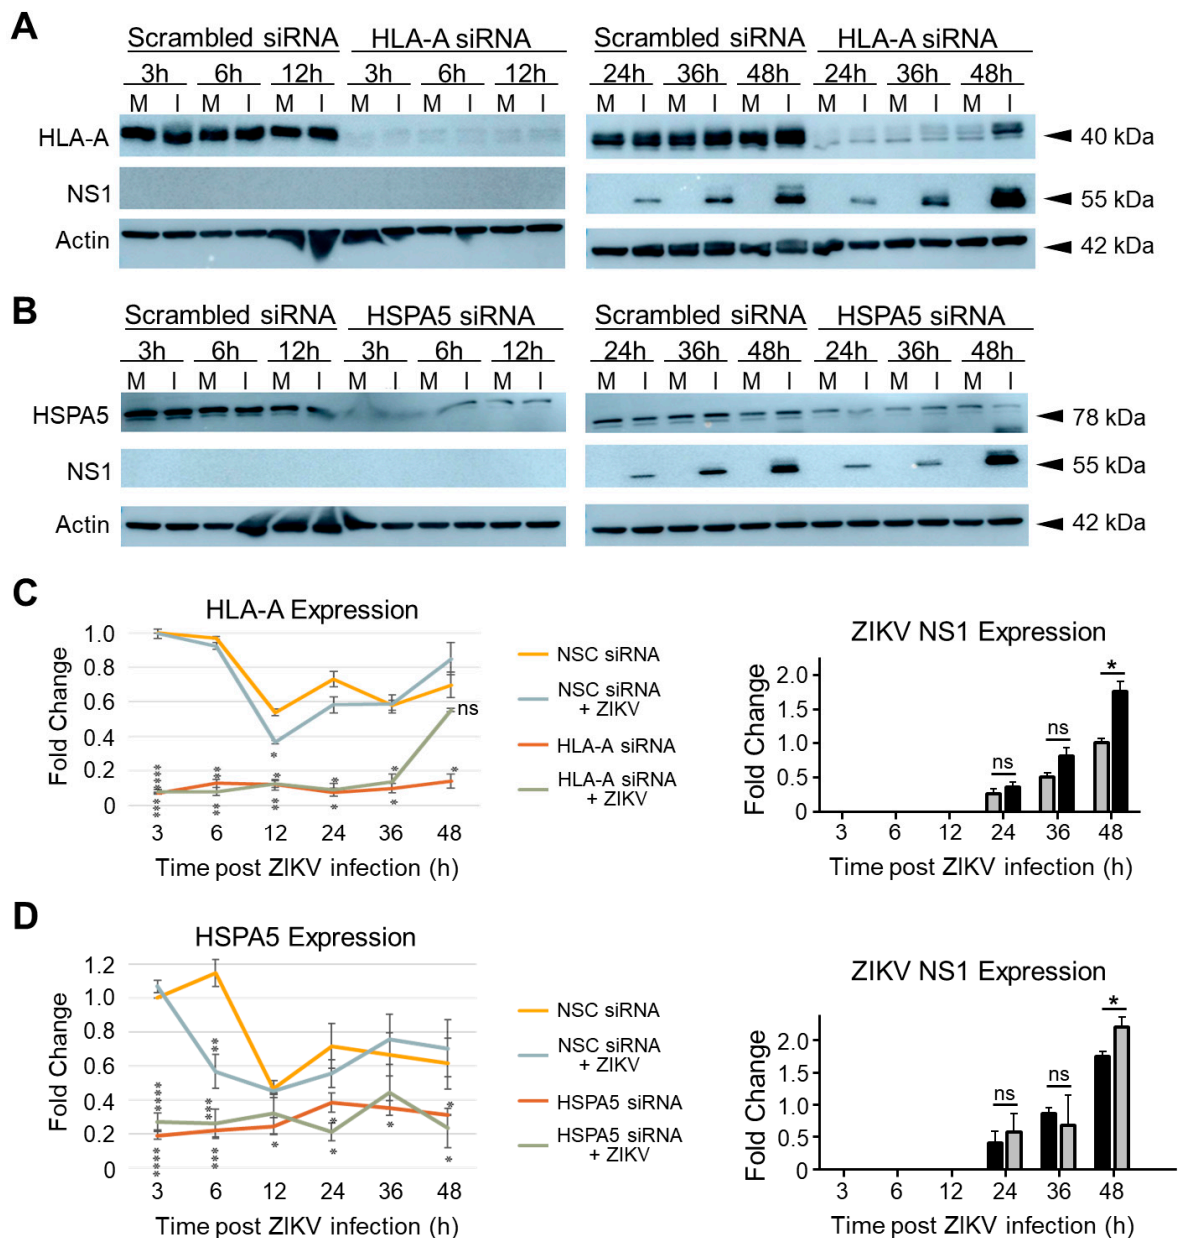 A
Scrambled siRNA HLA-A siRNA Scrambled siRNA HLA-A siRNA
3h 6h 12h 3h 6h 12h 24h 36h 48h 24h 36h 48h
M I M I M I M I M I M I M I M I M I M I M I M I
HLA-A 40 kDa
NS1 55 kDa
Actin 42 kDa
B
Scrambled siRNA HSPA5 siRNA Scrambled siRNA HSPA5 siRNA
3h 6h 12h 3h 6h 12h 24h 36h 48h 24h 36h 48h
M I M I M I M I M I M I M I M I M I M I M I M I
HSPA5 78 kDa
NS1 55 kDa
Actin 42 kDa
C
HLA-A Expression
Fold Change
1.0
0.8
0.6
0.4
0.2
0
ns
3 6 12 24 36 48
Time post ZIKV infection (h)
NSC siRNA
NSC siRNA
+ ZIKV
HLA-A siRNA
HLA-A siRNA
+ ZIKV
ZIKV NS1 Expression
Fold Change
2.0
1.5
1.0
0.5
0
ns ns *
3 6 12 24 36 48
Time post ZIKV infection (h)
D
HSPA5 Expression
Fold Change
1.2
1.0
0.8
0.6
0.4
0.2
0
3 6 12 24 36 48
Time post ZIKV infection (h)
NSC siRNA
NSC siRNA
+ ZIKV
HSPA5 siRNA
HSPA5 siRNA
+ ZIKV
ZIKV NS1 Expression
Fold Change
2.0
1.5
1.0
0.5
0
ns ns *
3 6 12 24 36 48
Time post ZIKV infection (h)